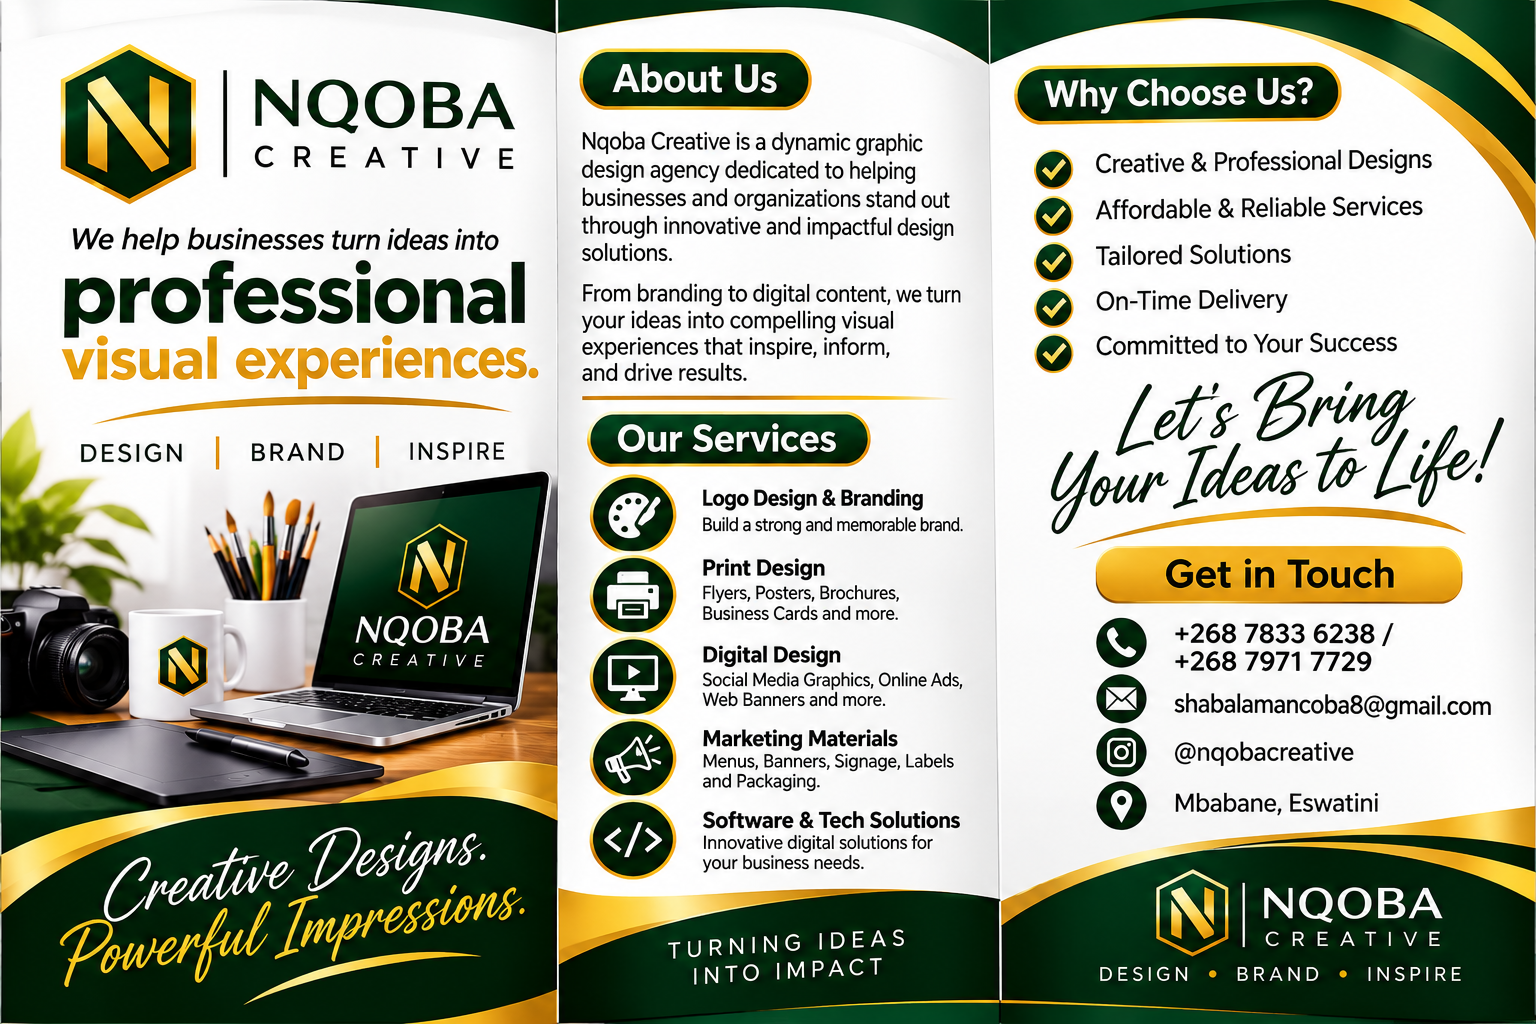 N
NQOBA
CREATIVE
We help businesses turn ideas into
professional
visual experiences.
DESIGN | BRAND | INSPIRE
N
NQOBA
CREATIVE
N
Creative Designs.
Powerful Impressions.
About Us
Nqoba Creative is a dynamic graphic
design agency dedicated to helping
businesses and organizations stand out
through innovative and impactful design
solutions.
From branding to digital content, we turn
your ideas into compelling visual
experiences that inspire, inform,
and drive results.
Our Services
Logo Design & Branding
Build a strong and memorable brand.
Print Design
Flyers, Posters, Brochures,
Business Cards and more.
Digital Design
Social Media Graphics, Online Ads,
Web Banners and more.
Marketing Materials
Menus, Banners, Signage, Labels
and Packaging.
</>
Software & Tech Solutions
Innovative digital solutions for
your business needs.
TURNING IDEAS
INTO IMPACT
Why Choose Us?
Creative & Professional Designs
Affordable & Reliable Services
Tailored Solutions
On-Time Delivery
Committed to Your Success
Let's Bring
Your Ideas to Life!
Get in Touch
+268 7833 6238 /
+268 7971 7729
shabalamancoba8@gmail.com
@nqobacreative
Mbabane, Eswatini
N
NQOBA
CREATIVE
DESIGN • BRAND • INSPIRE